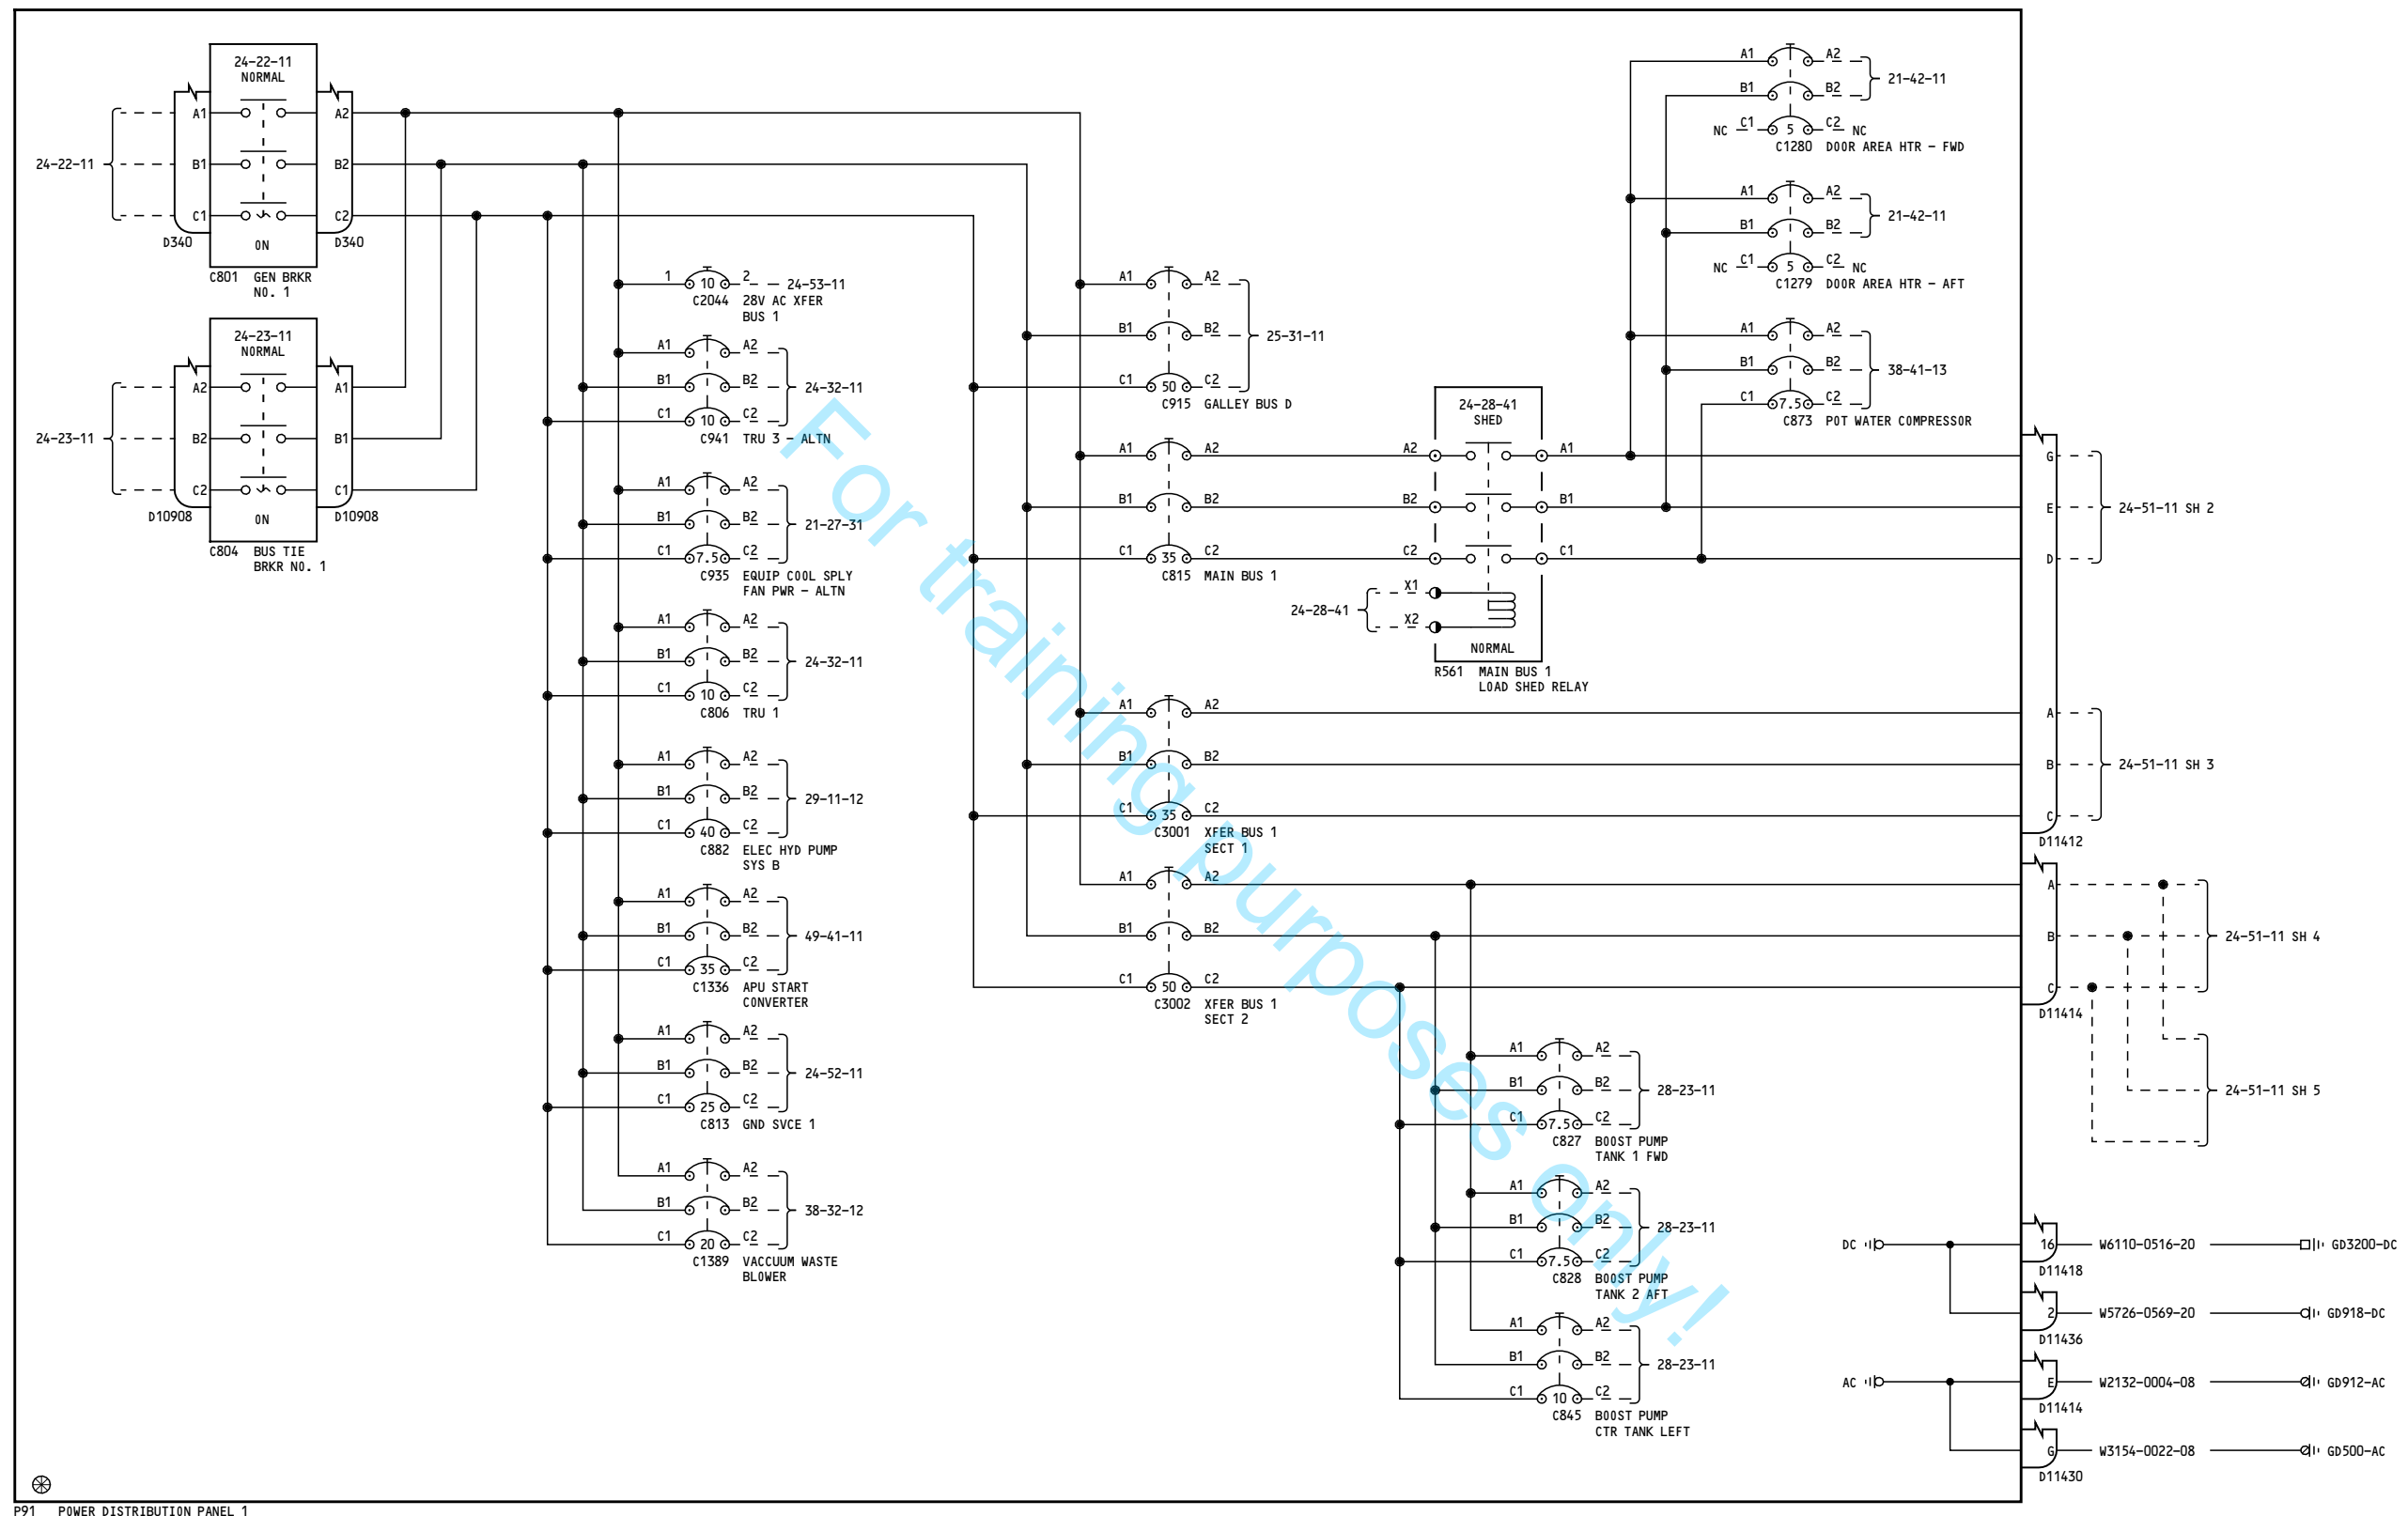 24-22-11
NORMAL
A1 A2
24-22-11 B1 B2
C1 C2
D340 ON D340
C801 GEN BRKR
NO. 1
24-23-11
NORMAL
A2 A1
24-23-11 B2 B1
C2 C1
D10908 ON D10908
C804 BUS TIE
BRKR NO. 1
1 10 2 24-53-11
C2044 28V AC XFER
BUS 1
A1 A2
B1 B2 24-32-11
C1 10 C2
C941 TRU 3 - ALTN
A1 A2
B1 B2 21-27-31
C1 7.5 C2
C935 EQUIP COOL SPLY
FAN PWR - ALTN
A1 A2
B1 B2 24-32-11
C1 10 C2
C806 TRU 1
A1 A2
B1 B2 29-11-12
C1 40 C2
C882 ELEC HYD PUMP
SYS B
A1 A2
B1 B2 49-41-11
C1 35 C2
C1336 APU START
CONVERTER
A1 A2
B1 B2 24-52-11
C1 25 C2
C813 GND SVCE 1
A1 A2
B1 B2 38-32-12
C1 20 C2
C1389 VACCUUM WASTE
BLOWER
A1 A2
B1 B2 25-31-11
C1 50 C2
C915 GALLEY BUS D
A1 A2
B1 B2
C1 35 C2
C815 MAIN BUS 1
24-28-41
SHED
A2 A1
B2 B1
C2 C1
X1
24-28-41
X2
NORMAL
R561 MAIN BUS 1
LOAD SHED RELAY
A1 A2
B1 B2
C1 35 C2
C3001 XFER BUS 1
SECT 1
A1 A2
B1 B2
C1 50 C2
C3002 XFER BUS 1
SECT 2
A1 A2
B1 B2 28-23-11
C1 7.5 C2
C827 BOOST PUMP
TANK 1 FWD
A1 A2
B1 B2 28-23-11
C1 7.5 C2
C828 BOOST PUMP
TANK 2 AFT
A1 A2
B1 B2 28-23-11
C1 10 C2
C845 BOOST PUMP
CTR TANK LEFT
A1 A2
B1 B2 21-42-11
NC C1 5 C2 NC
C1280 DOOR AREA HTR - FWD
A1 A2
B1 B2 21-42-11
NC C1 5 C2 NC
C1279 DOOR AREA HTR - AFT
A1 A2
B1 B2 38-41-13
C1 7.5 C2
C873 POT WATER COMPRESSOR
G
E 24-51-11 SH 2
D
A
B 24-51-11 SH 3
C
D11412
A
B 24-51-11 SH 4
C
D11414
24-51-11 SH 5
DC 16 W6110-0516-20 GD3200-DC
D11418
2 W5726-0569-20 GD918-DC
D11436
AC E W2132-0004-08 GD912-AC
D11414
G W3154-0022-08 GD500-AC
D11430
P91 POWER DISTRIBUTION PANEL 1
For training purposes only!